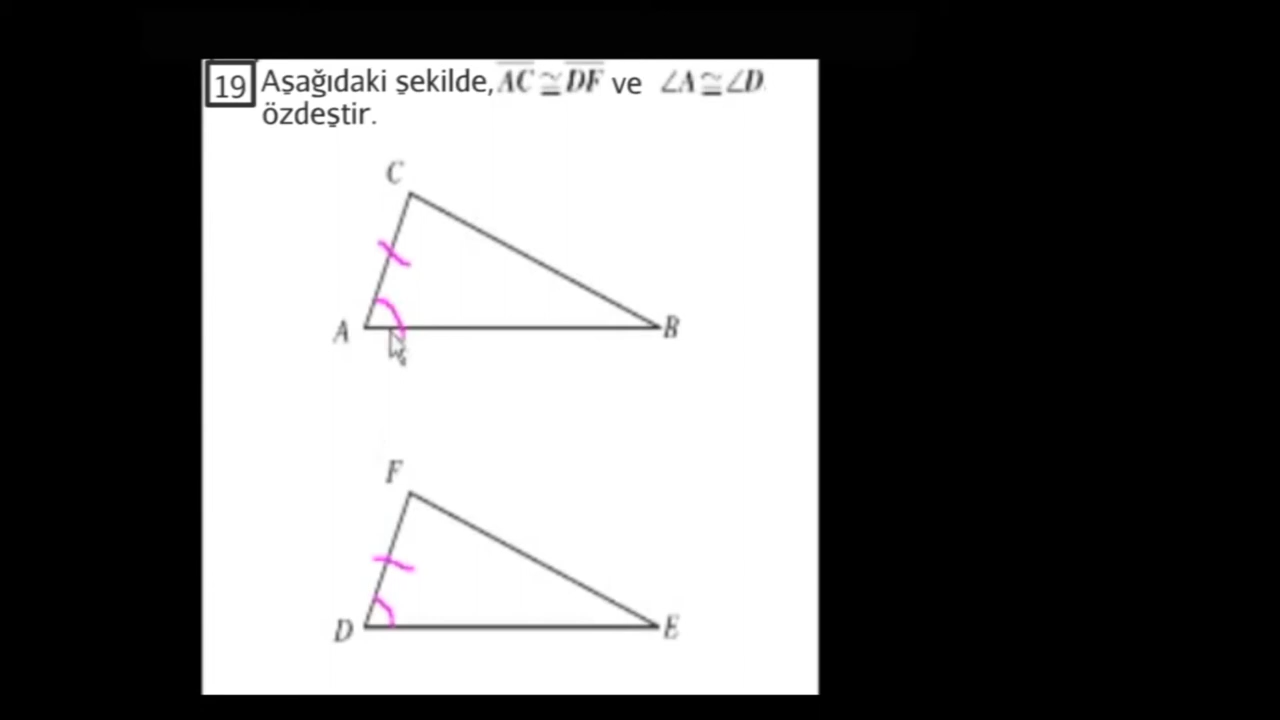 19 Aşağıdaki şekilde, AC ≅ DF ve ∠A ≅ ∠D
özdeştir.
C
A
B
F
D
E